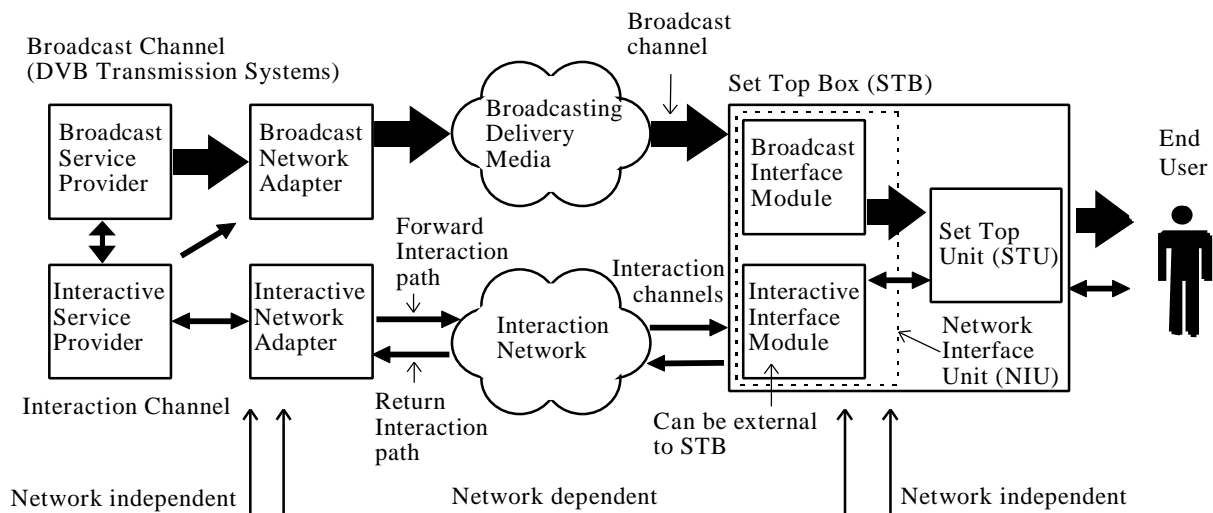 Broadcast
channel
Broadcast Channel
(DVB Transmission Systems)
Set Top Box (STB)
Broadcast
Service
Provider
Broadcast
Network
Adapter
Broadcasting
Delivery
Media
Broadcast
Interface
Module
End
User
Set Top
Unit (STU)
Forward
Interaction
path
Interaction
channels
Interactive
Service
Provider
Interactive
Network
Adapter
Interaction
Network
Interactive
Interface
Module
Network
Interface
Unit (NIU)
Interaction Channel
Return
Interaction
path
Can be external
to STB
Network independent
Network dependent
Network independent